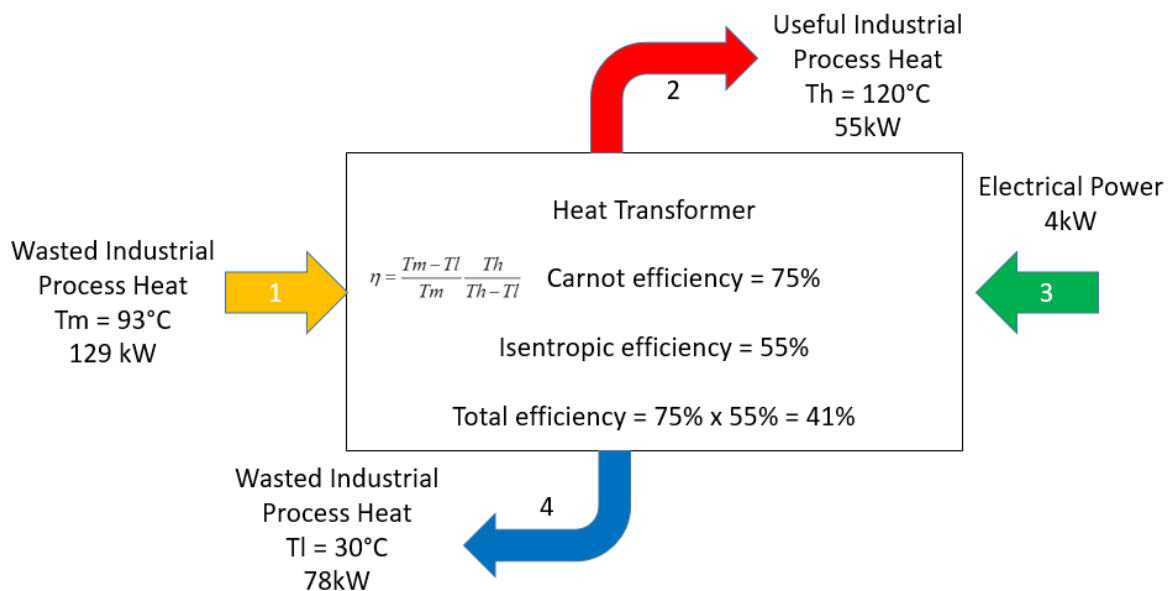 Useful Industrial
Process Heat
Th = 120°C
55kW
2
Electrical Power
4kW
3
Heat Transformer
η = (Tm − Tl)/Tm Th/(Th − Tl) Carnot efficiency = 75%
Isentropic efficiency = 55%
Total efficiency = 75% x 55% = 41%
Wasted Industrial
Process Heat
Tm = 93°C
129 kW
1
Wasted Industrial
Process Heat
Tl = 30°C
78kW
4